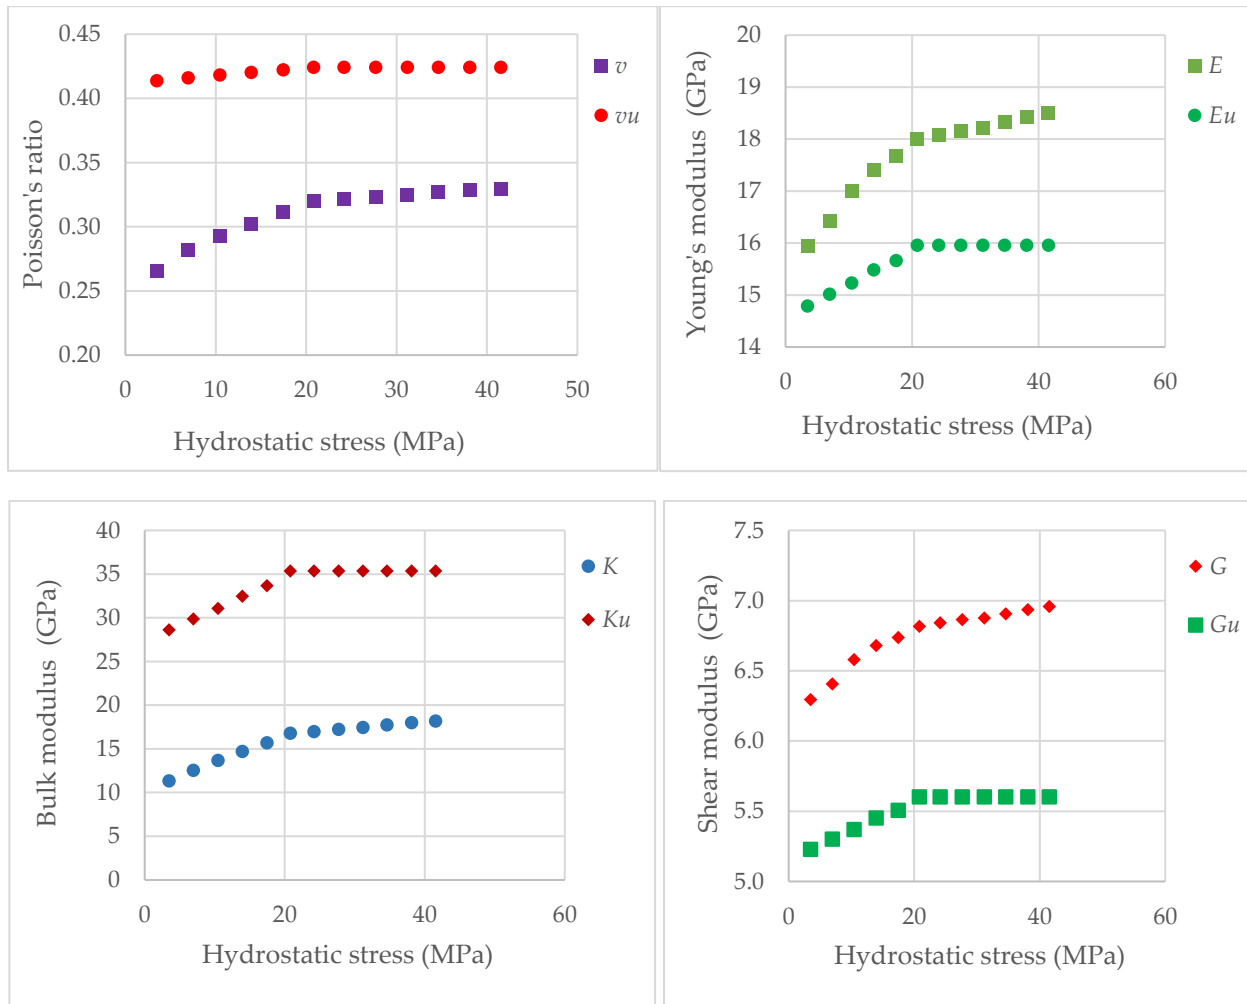 0.45
0.40
0.35
0.30
0.25
0.20
Poisson's ratio
0 10 20 30 40 50
Hydrostatic stress (MPa)
v
vu
20
19
18
17
16
15
14
Young's modulus (GPa)
0 20 40 60
Hydrostatic stress (MPa)
E
Eu
40
35
30
25
20
15
10
5
0
Bulk modulus (GPa)
0 20 40 60
Hydrostatic stress (MPa)
K
Ku
7.5
7.0
6.5
6.0
5.5
5.0
Shear modulus (GPa)
0 20 40 60
Hydrostatic stress (MPa)
G
Gu